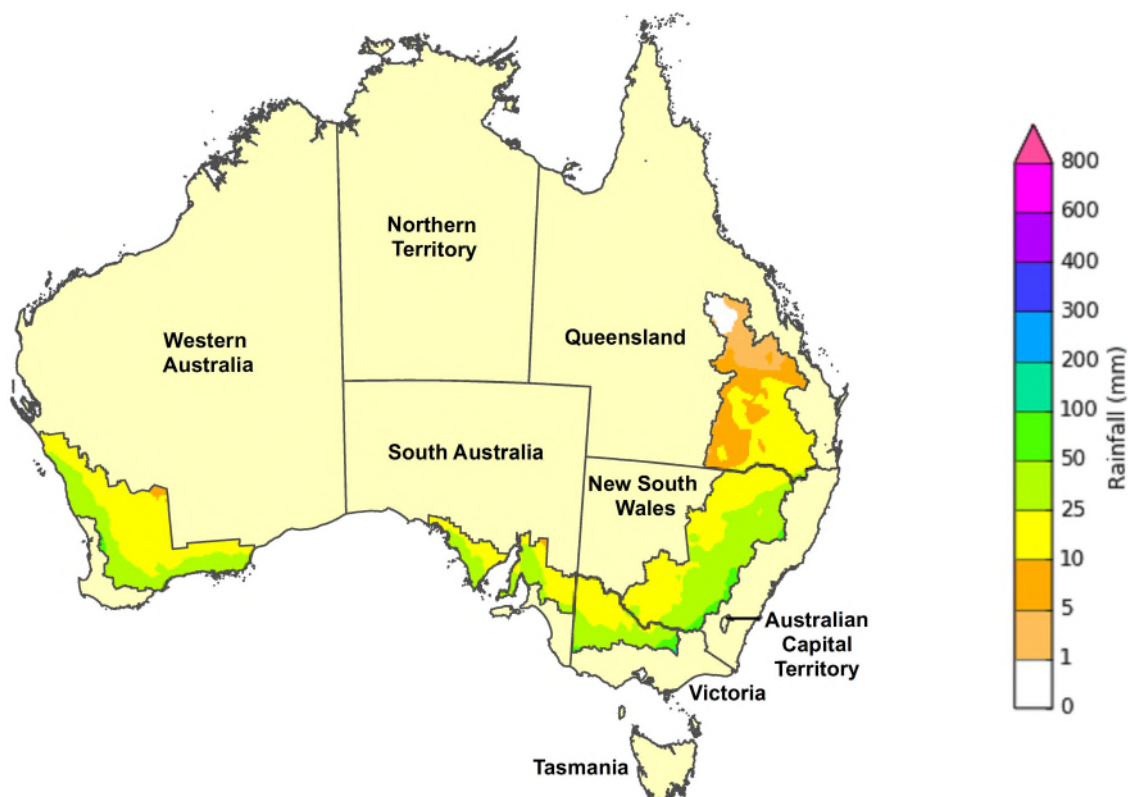 Northern
Territory
Western
Australia
Queensland
South Australia
New South
Wales
Australian
Capital
Territory
Victoria
Tasmania
800
600
400
300
200
100
50
25
10
5
1
0
Rainfall (mm)